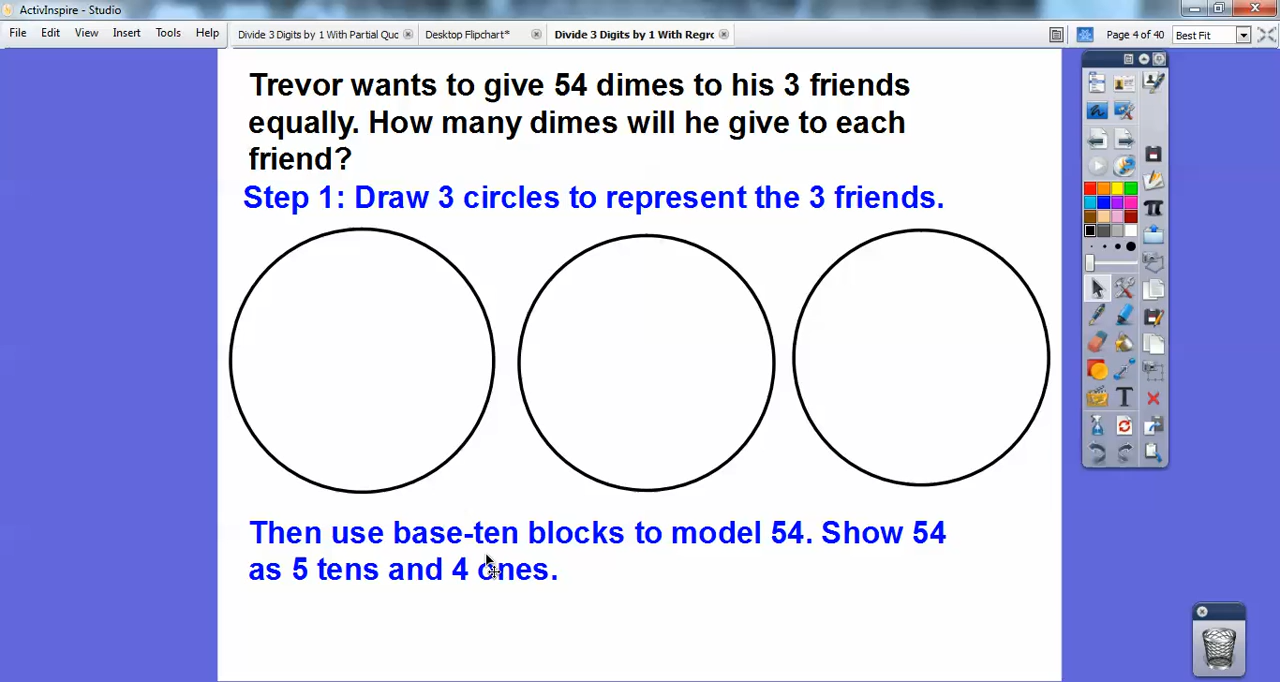 ActivInspire - Studio
File Edit View Insert Tools Help
Divide 3 Digits by 1 With Partial Quc Desktop Flipchart* Divide 3 Digits by 1 With Regrc
Page 4 of 40 Best Fit
Trevor wants to give 54 dimes to his 3 friends
equally. How many dimes will he give to each
friend?
Step 1: Draw 3 circles to represent the 3 friends.
Then use base-ten blocks to model 54. Show 54
as 5 tens and 4 ones.